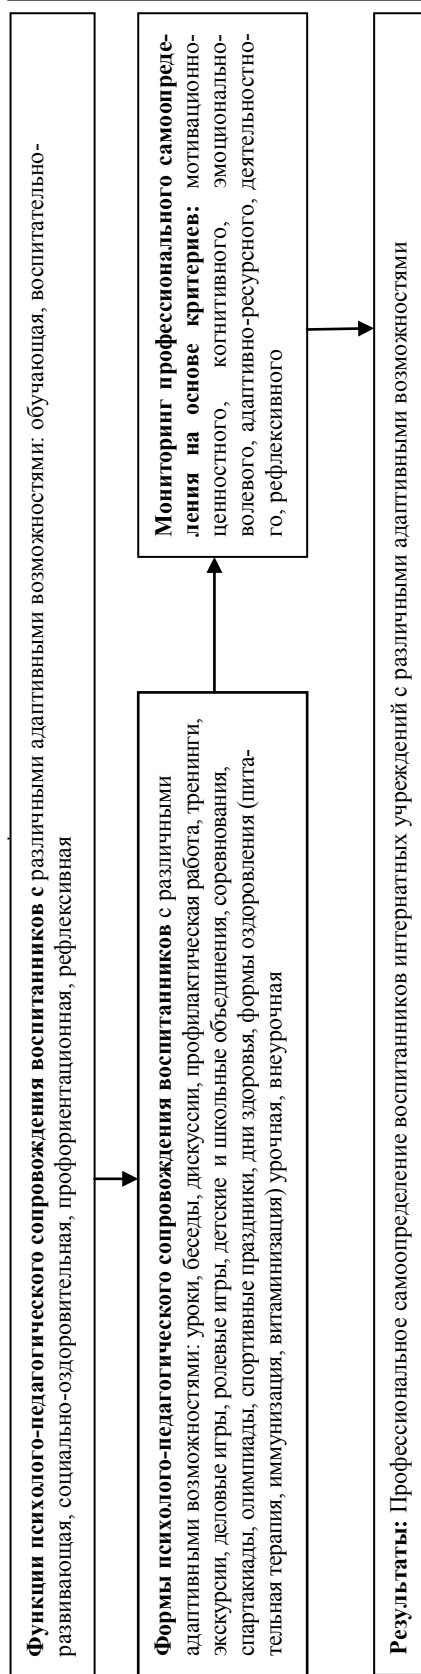 Функции психолого-педагогического сопровождения воспитанников с различными адаптивными возможностями: обучающая, воспитательно-
развивающая, социально-оздоровительная, профориентационная, рефлексивная
Формы психолого-педагогического сопровождения воспитанников с различными
адаптивными возможностями: уроки, беседы, дискуссии, профилактическая работа, тренинги,
экскурсии, деловые игры, ролевые игры, детские и школьные объединения, соревнования,
спартакиады, олимпиады, спортивные праздники, дни здоровья, формы оздоровления (пита-
тельная терапия, иммунизация, витаминизация) урочная, внеурочная
Мониторинг профессионального самоопреде-
ления на основе критериев: мотивационно-
ценностного, когнитивного, эмоционально-
волевого, адаптивно-ресурсного, деятельностно-
го, рефлексивного
Результаты: Профессиональное самоопределение воспитанников интернатных учреждений с различными адаптивными возможностями